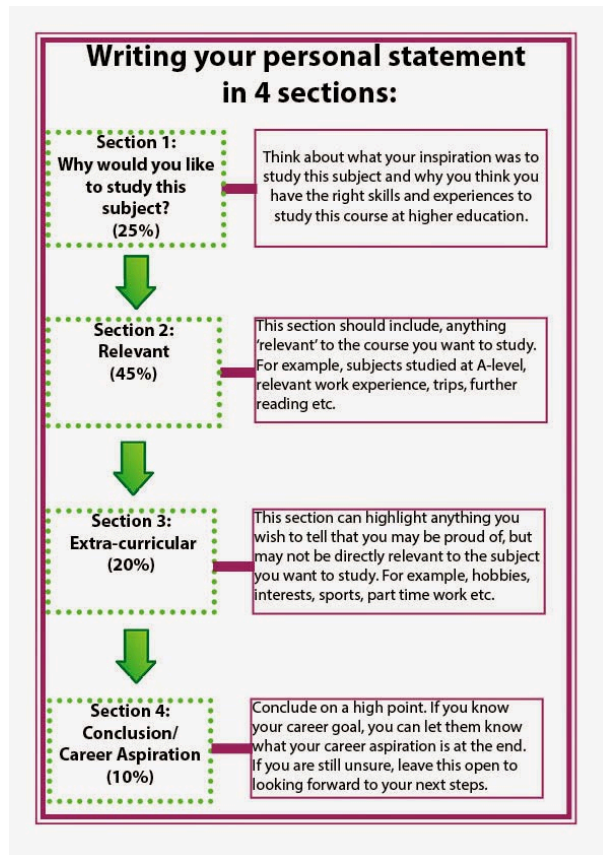 Writing your personal statement
in 4 sections:
Section 1:
Why would you like
to study this
subject?
(25%)
Think about what your inspiration was to
study this subject and why you think you
have the right skills and experiences to
study this course at higher education.
Section 2:
Relevant
(45%)
This section should include, anything
‘relevant’ to the course you want to study.
For example, subjects studied at A-level,
relevant work experience, trips, further
reading etc.
Section 3:
Extra-curricular
(20%)
This section can highlight anything you
wish to tell that you may be proud of, but
may not be directly relevant to the subject
you want to study. For example, hobbies,
interests, sports, part time work etc.
Section 4:
Conclusion/
Career Aspiration
(10%)
Conclude on a high point. If you know
your career goal, you can let them know
what your career aspiration is at the end.
If you are still unsure, leave this open to
looking forward to your next steps.